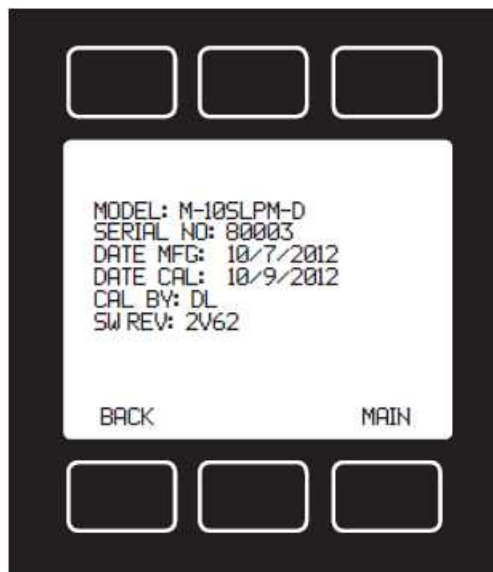 MODEL: M-10SLPM-D
SERIAL NO: 80003
DATE MFG: 10/7/2012
DATE CAL: 10/9/2012
CAL BY: DL
SW REV: 2V62
BACK MAIN